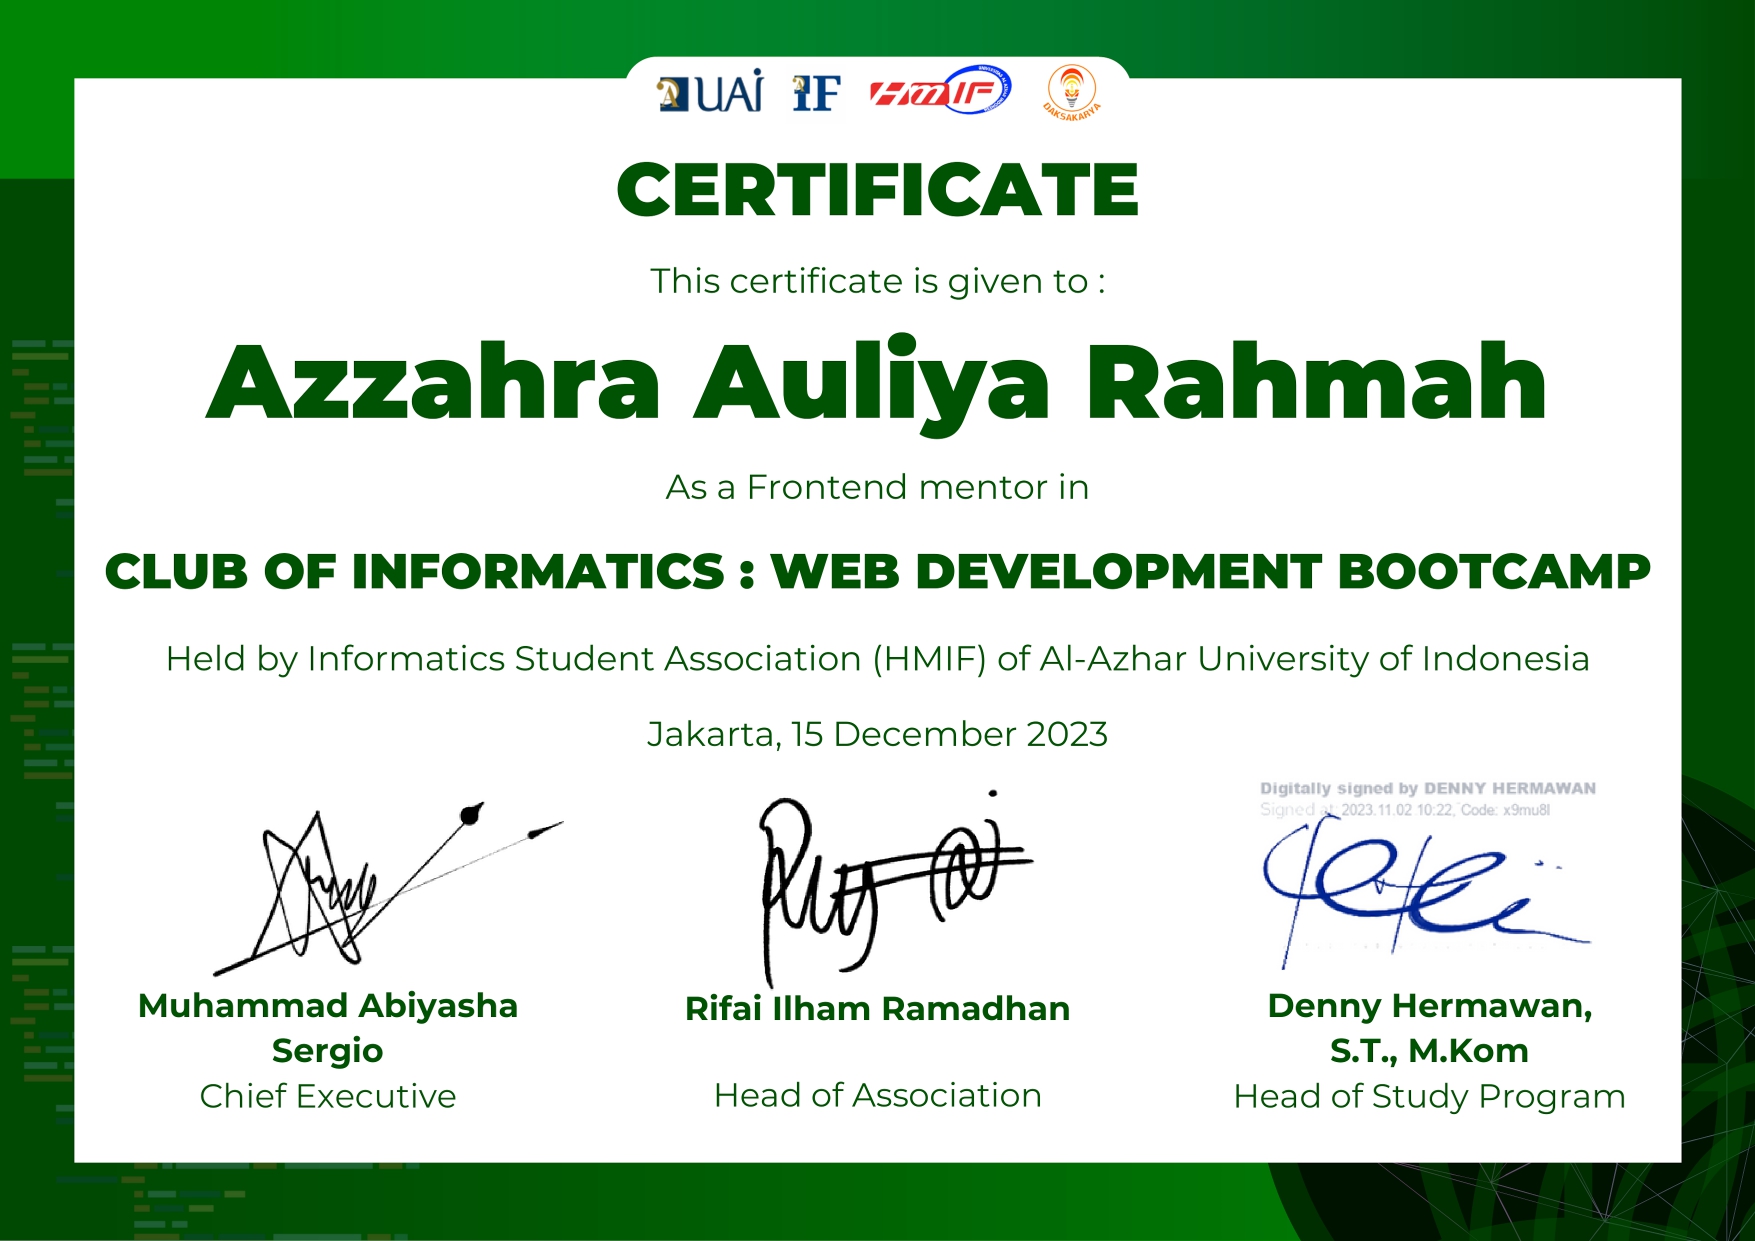 UAI IF HMIF DAKSAKARYA
CERTIFICATE
This certificate is given to :
Azzahra Auliya Rahmah
As a Frontend mentor in
CLUB OF INFORMATICS : WEB DEVELOPMENT BOOTCAMP
Held by Informatics Student Association (HMIF) of Al-Azhar University of Indonesia
Jakarta, 15 December 2023
Digitally signed by DENNY HERMAWAN
Signed at: 2023.11.02 10:22, Code: x9mu8l
Muhammad Abiyasha
Sergio
Chief Executive
Rifai Ilham Ramadhan
Head of Association
Denny Hermawan,
S.T., M.Kom
Head of Study Program